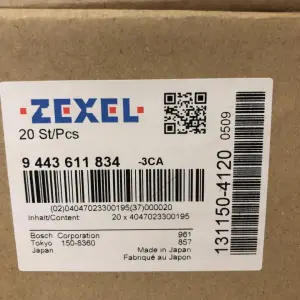 ZEXEL
20 St/Pcs
9 443 611 834 -3CA
(02)04047023300195(37)000020
Inhalt/Content: 20 x 4047023300195
Bosch Corporation 961
Tokyo 150-8360 857
Japan Made in Japan
Fabriqué au Japon
131150-4120
0509